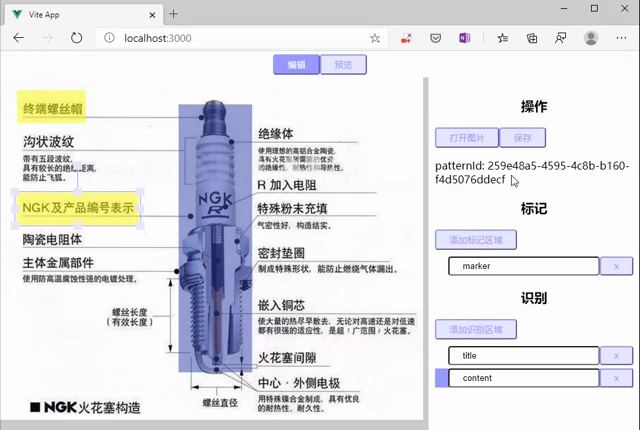 Vite App
localhost:3000
编辑
预览
终端螺丝帽
沟状波纹
带有五段波纹,
具有较长的绝缘距离,
能防止飞狐。
NGK及产品编号表示
陶瓷电阻体
主体金属部件
使用防高温腐蚀性强的电镀处理。
螺丝长度
(有效长度)
NGK
R
绝缘体
使用理想的高铝合金陶瓷,
具有火花塞所需要的优秀
的绝缘性、耐热性和导热性。
R 加入电阻
特殊粉末充填
气密性好,构造结实。
密封垫圈
制成特殊形状,能防止燃烧气体漏出。
嵌入铜芯
使大量的热尽早散去,无论对高速还是对低速
都有很强的适应性,是超「广范围」火花塞。
火花塞间隙
中心·外侧电极
用特殊镍合金制成,具有优良
的耐热性、耐久性。
螺丝直径
■ NGK火花塞构造
操作
打开图片
保存
patternId: 259e48a5-4595-4c8b-b160-
f4d5076ddecf
标记
添加标记区域
marker
x
识别
添加识别区域
title
x
content
x